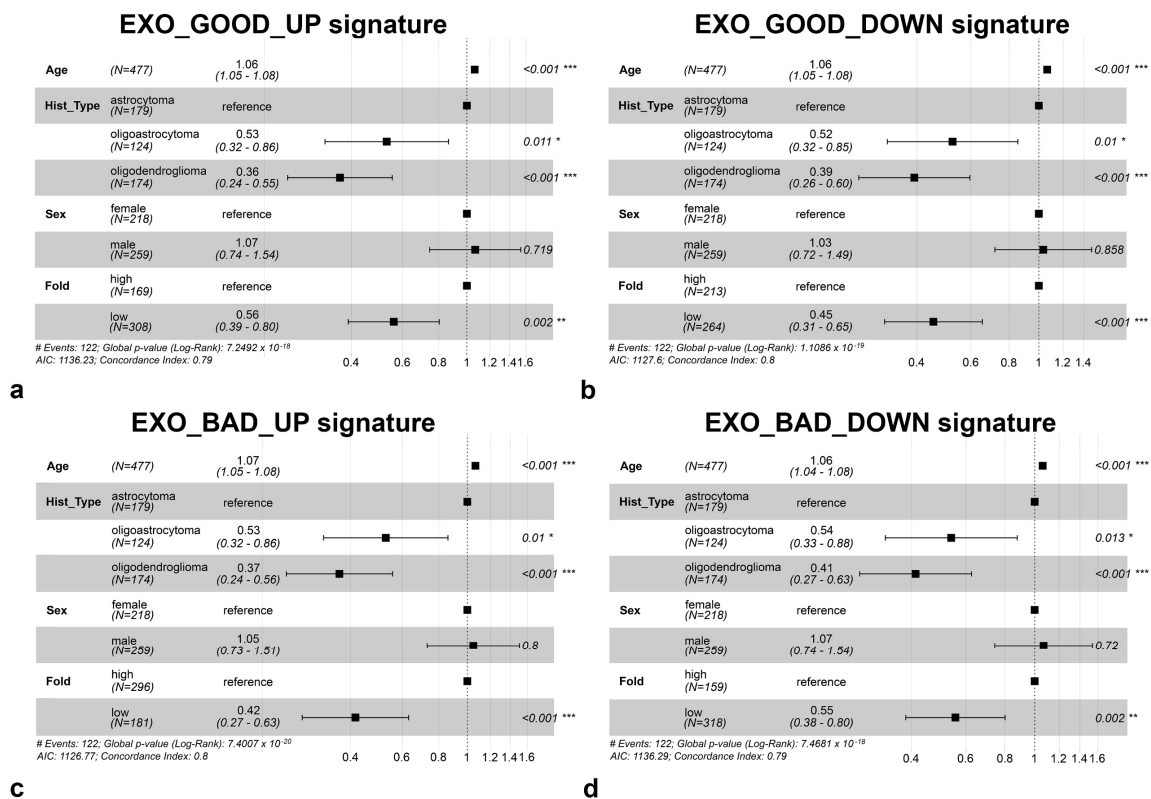 EXO_GOOD_UP signature
Age (N=477) 1.06 (1.05 - 1.08) <0.001 ***
Hist_Type astrocytoma (N=179) reference
oligoastrocytoma (N=124) 0.53 (0.32 - 0.86) 0.011 *
oligodendroglioma (N=174) 0.36 (0.24 - 0.55) <0.001 ***
Sex female (N=218) reference
male (N=259) 1.07 (0.74 - 1.54) 0.719
Fold high (N=169) reference
low (N=308) 0.56 (0.39 - 0.80) 0.002 **
# Events: 122; Global p-value (Log-Rank): 7.2492 x 10⁻¹⁸
AIC: 1136.23; Concordance Index: 0.79
0.4 0.6 0.8 1 1.2 1.4 1.6
a
EXO_GOOD_DOWN signature
Age (N=477) 1.06 (1.05 - 1.08) <0.001 ***
Hist_Type astrocytoma (N=179) reference
oligoastrocytoma (N=124) 0.52 (0.32 - 0.85) 0.01 *
oligodendroglioma (N=174) 0.39 (0.26 - 0.60) <0.001 ***
Sex female (N=218) reference
male (N=259) 1.03 (0.72 - 1.49) 0.858
Fold high (N=213) reference
low (N=264) 0.45 (0.31 - 0.65) <0.001 ***
# Events: 122; Global p-value (Log-Rank): 1.1086 x 10⁻¹⁹
AIC: 1127.6; Concordance Index: 0.8
0.4 0.6 0.8 1 1.2 1.4
b
EXO_BAD_UP signature
Age (N=477) 1.07 (1.05 - 1.08) <0.001 ***
Hist_Type astrocytoma (N=179) reference
oligoastrocytoma (N=124) 0.53 (0.32 - 0.86) 0.01 *
oligodendroglioma (N=174) 0.37 (0.24 - 0.56) <0.001 ***
Sex female (N=218) reference
male (N=259) 1.05 (0.73 - 1.51) 0.8
Fold high (N=296) reference
low (N=181) 0.42 (0.27 - 0.63) <0.001 ***
# Events: 122; Global p-value (Log-Rank): 7.4007 x 10⁻²⁰
AIC: 1126.77; Concordance Index: 0.8
0.4 0.6 0.8 1 1.2 1.4 1.6
c
EXO_BAD_DOWN signature
Age (N=477) 1.06 (1.04 - 1.08) <0.001 ***
Hist_Type astrocytoma (N=179) reference
oligoastrocytoma (N=124) 0.54 (0.33 - 0.88) 0.013 *
oligodendroglioma (N=174) 0.41 (0.27 - 0.63) <0.001 ***
Sex female (N=218) reference
male (N=259) 1.07 (0.74 - 1.54) 0.72
Fold high (N=159) reference
low (N=318) 0.55 (0.38 - 0.80) 0.002 **
# Events: 122; Global p-value (Log-Rank): 7.4681 x 10⁻¹⁸
AIC: 1136.29; Concordance Index: 0.79
0.4 0.6 0.8 1 1.2 1.4 1.6
d